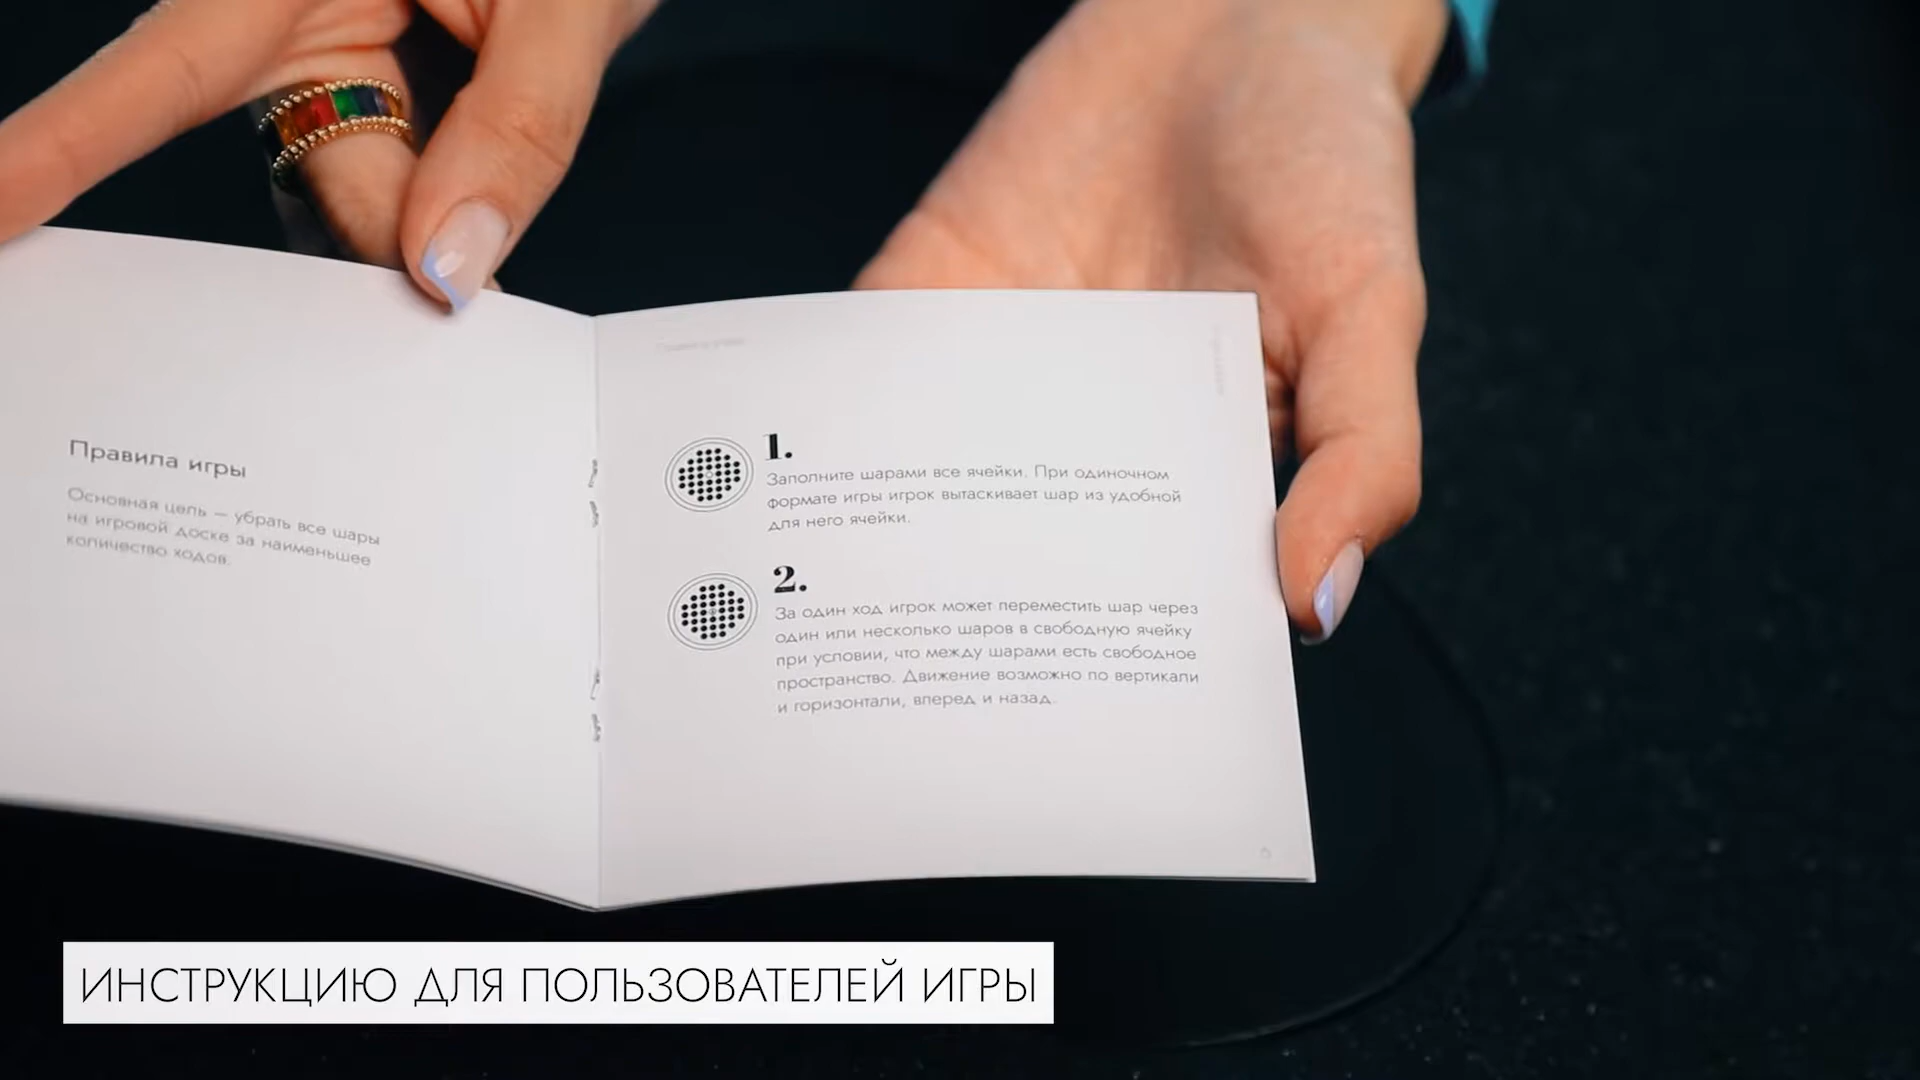 Правила игры
Основная цель — убрать все шары
на игровой доске за наименьшее
количество ходов.
1.
Заполните шарами все ячейки. При одиночном
формате игры игрок вытаскивает шар из удобной
для него ячейки.
2.
За один ход игрок может переместить шар через
один или несколько шаров в свободную ячейку
при условии, что между шарами есть свободное
пространство. Движение возможно по вертикали
и горизонтали, вперед и назад.
ИНСТРУКЦИЮ ДЛЯ ПОЛЬЗОВАТЕЛЕЙ ИГРЫ